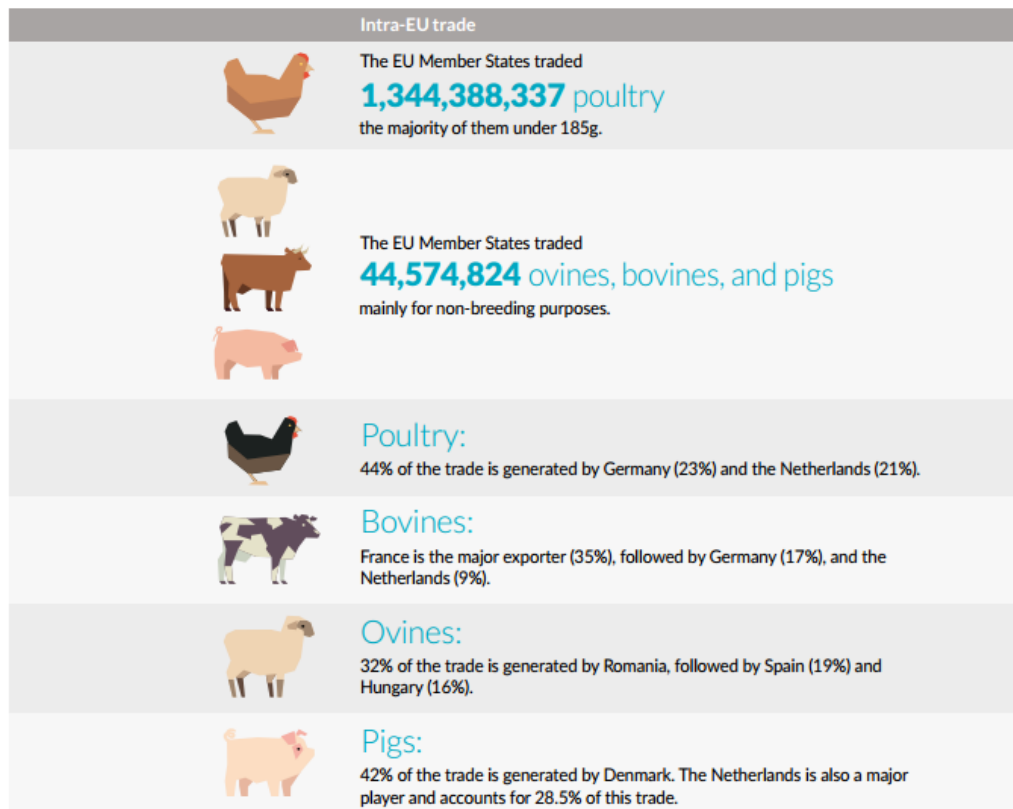 Intra-EU trade
The EU Member States traded
1,344,388,337 poultry
the majority of them under 185g.
The EU Member States traded
44,574,824 ovines, bovines, and pigs
mainly for non-breeding purposes.
Poultry:
44% of the trade is generated by Germany (23%) and the Netherlands (21%).
Bovines:
France is the major exporter (35%), followed by Germany (17%), and the
Netherlands (9%).
Ovines:
32% of the trade is generated by Romania, followed by Spain (19%) and
Hungary (16%).
Pigs:
42% of the trade is generated by Denmark. The Netherlands is also a major
player and accounts for 28.5% of this trade.